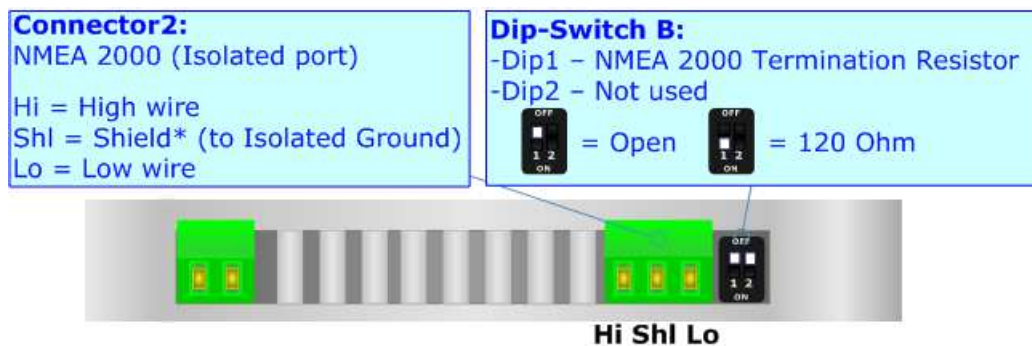 Connector2:
NMEA 2000 (Isolated port)
Hi = High wire
Shl = Shield* (to Isolated Ground)
Lo = Low wire
Dip-Switch B:
-Dip1 – NMEA 2000 Termination Resistor
-Dip2 – Not used
OFF
1 2
ON
= Open
OFF
1 2
ON
= 120 Ohm
OFF
1 2
ON
Hi Shl Lo